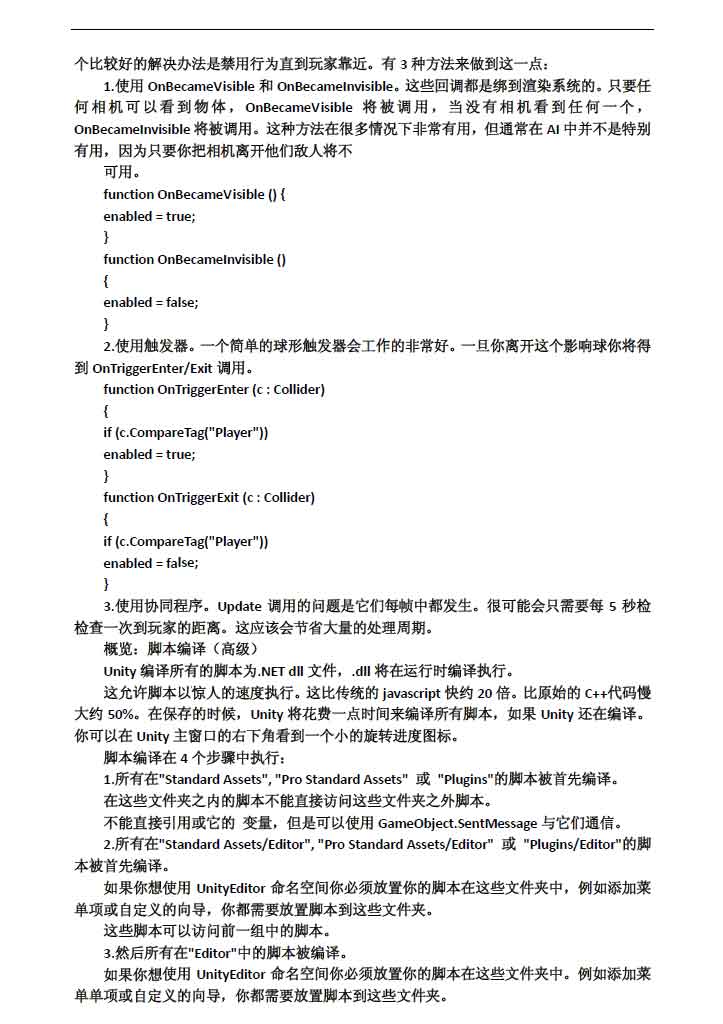 个比较好的解决办法是禁用行为直到玩家靠近。有 3 种方法来做到这一点：
1.使用 OnBecameVisible 和 OnBecameInvisible。这些回调都是绑到渲染系统的。只要任
何相机可以看到物体，OnBecameVisible 将被调用，当没有相机看到任何一个，
OnBecameInvisible 将被调用。这种方法在很多情况下非常有用，但通常在 AI 中并不是特别
有用，因为只要你把相机离开他们敌人将不
可用。
function OnBecameVisible () {
enabled = true;
}
function OnBecameInvisible ()
{
enabled = false;
}
2.使用触发器。一个简单的球形触发器会工作的非常好。一旦你离开这个影响球你将得
到 OnTriggerEnter/Exit 调用。
function OnTriggerEnter (c : Collider)
{
if (c.CompareTag("Player"))
enabled = true;
}
function OnTriggerExit (c : Collider)
{
if (c.CompareTag("Player"))
enabled = false;
}
3.使用协同程序。Update 调用的问题是它们每帧中都发生。很可能会只需要每 5 秒检
检查一次到玩家的距离。这应该会节省大量的处理周期。
概览：脚本编译（高级）
Unity 编译所有的脚本为.NET dll 文件，.dll 将在运行时编译执行。
这允许脚本以惊人的速度执行。这比传统的 javascript 快约 20 倍。比原始的 C++代码慢
大约 50%。在保存的时候，Unity 将花费一点时间来编译所有脚本，如果 Unity 还在编译。
你可以在 Unity 主窗口的右下角看到一个小的旋转进度图标。
脚本编译在 4 个步骤中执行：
1.所有在"Standard Assets", "Pro Standard Assets" 或 "Plugins"的脚本被首先编译。
在这些文件夹之内的脚本不能直接访问这些文件夹之外脚本。
不能直接引用或它的 变量，但是可以使用 GameObject.SentMessage 与它们通信。
2.所有在"Standard Assets/Editor", "Pro Standard Assets/Editor" 或 "Plugins/Editor"的脚
本被首先编译。
如果你想使用 UnityEditor 命名空间你必须放置你的脚本在这些文件夹中，例如添加菜
单项或自定义的向导，你都需要放置脚本到这些文件夹。
这些脚本可以访问前一组中的脚本。
3.然后所有在"Editor"中的脚本被编译。
如果你想使用 UnityEditor 命名空间你必须放置你的脚本在这些文件夹中。例如添加菜
单单项或自定义的向导，你都需要放置脚本到这些文件夹。